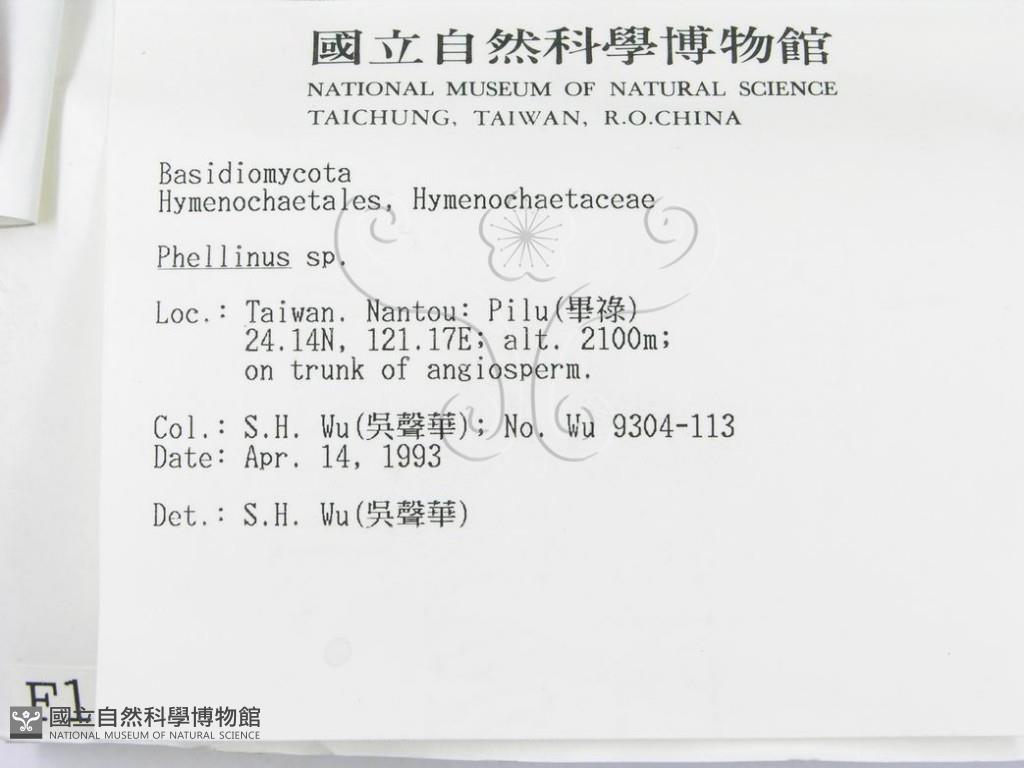 國立自然科學博物館
NATIONAL MUSEUM OF NATURAL SCIENCE
TAICHUNG, TAIWAN, R.O.CHINA
Basidiomycota
Hymenochaetales, Hymenochaetaceae
Phellinus sp.
Loc.: Taiwan. Nantou: Pilu(畢祿)
24.14N, 121.17E; alt. 2100m;
on trunk of angiosperm.
Col.: S.H. Wu(吳聲華); No. Wu 9304-113
Date: Apr. 14, 1993
Det.: S.H. Wu(吳聲華)
F1
國立自然科學博物館
NATIONAL MUSEUM OF NATURAL SCIENCE